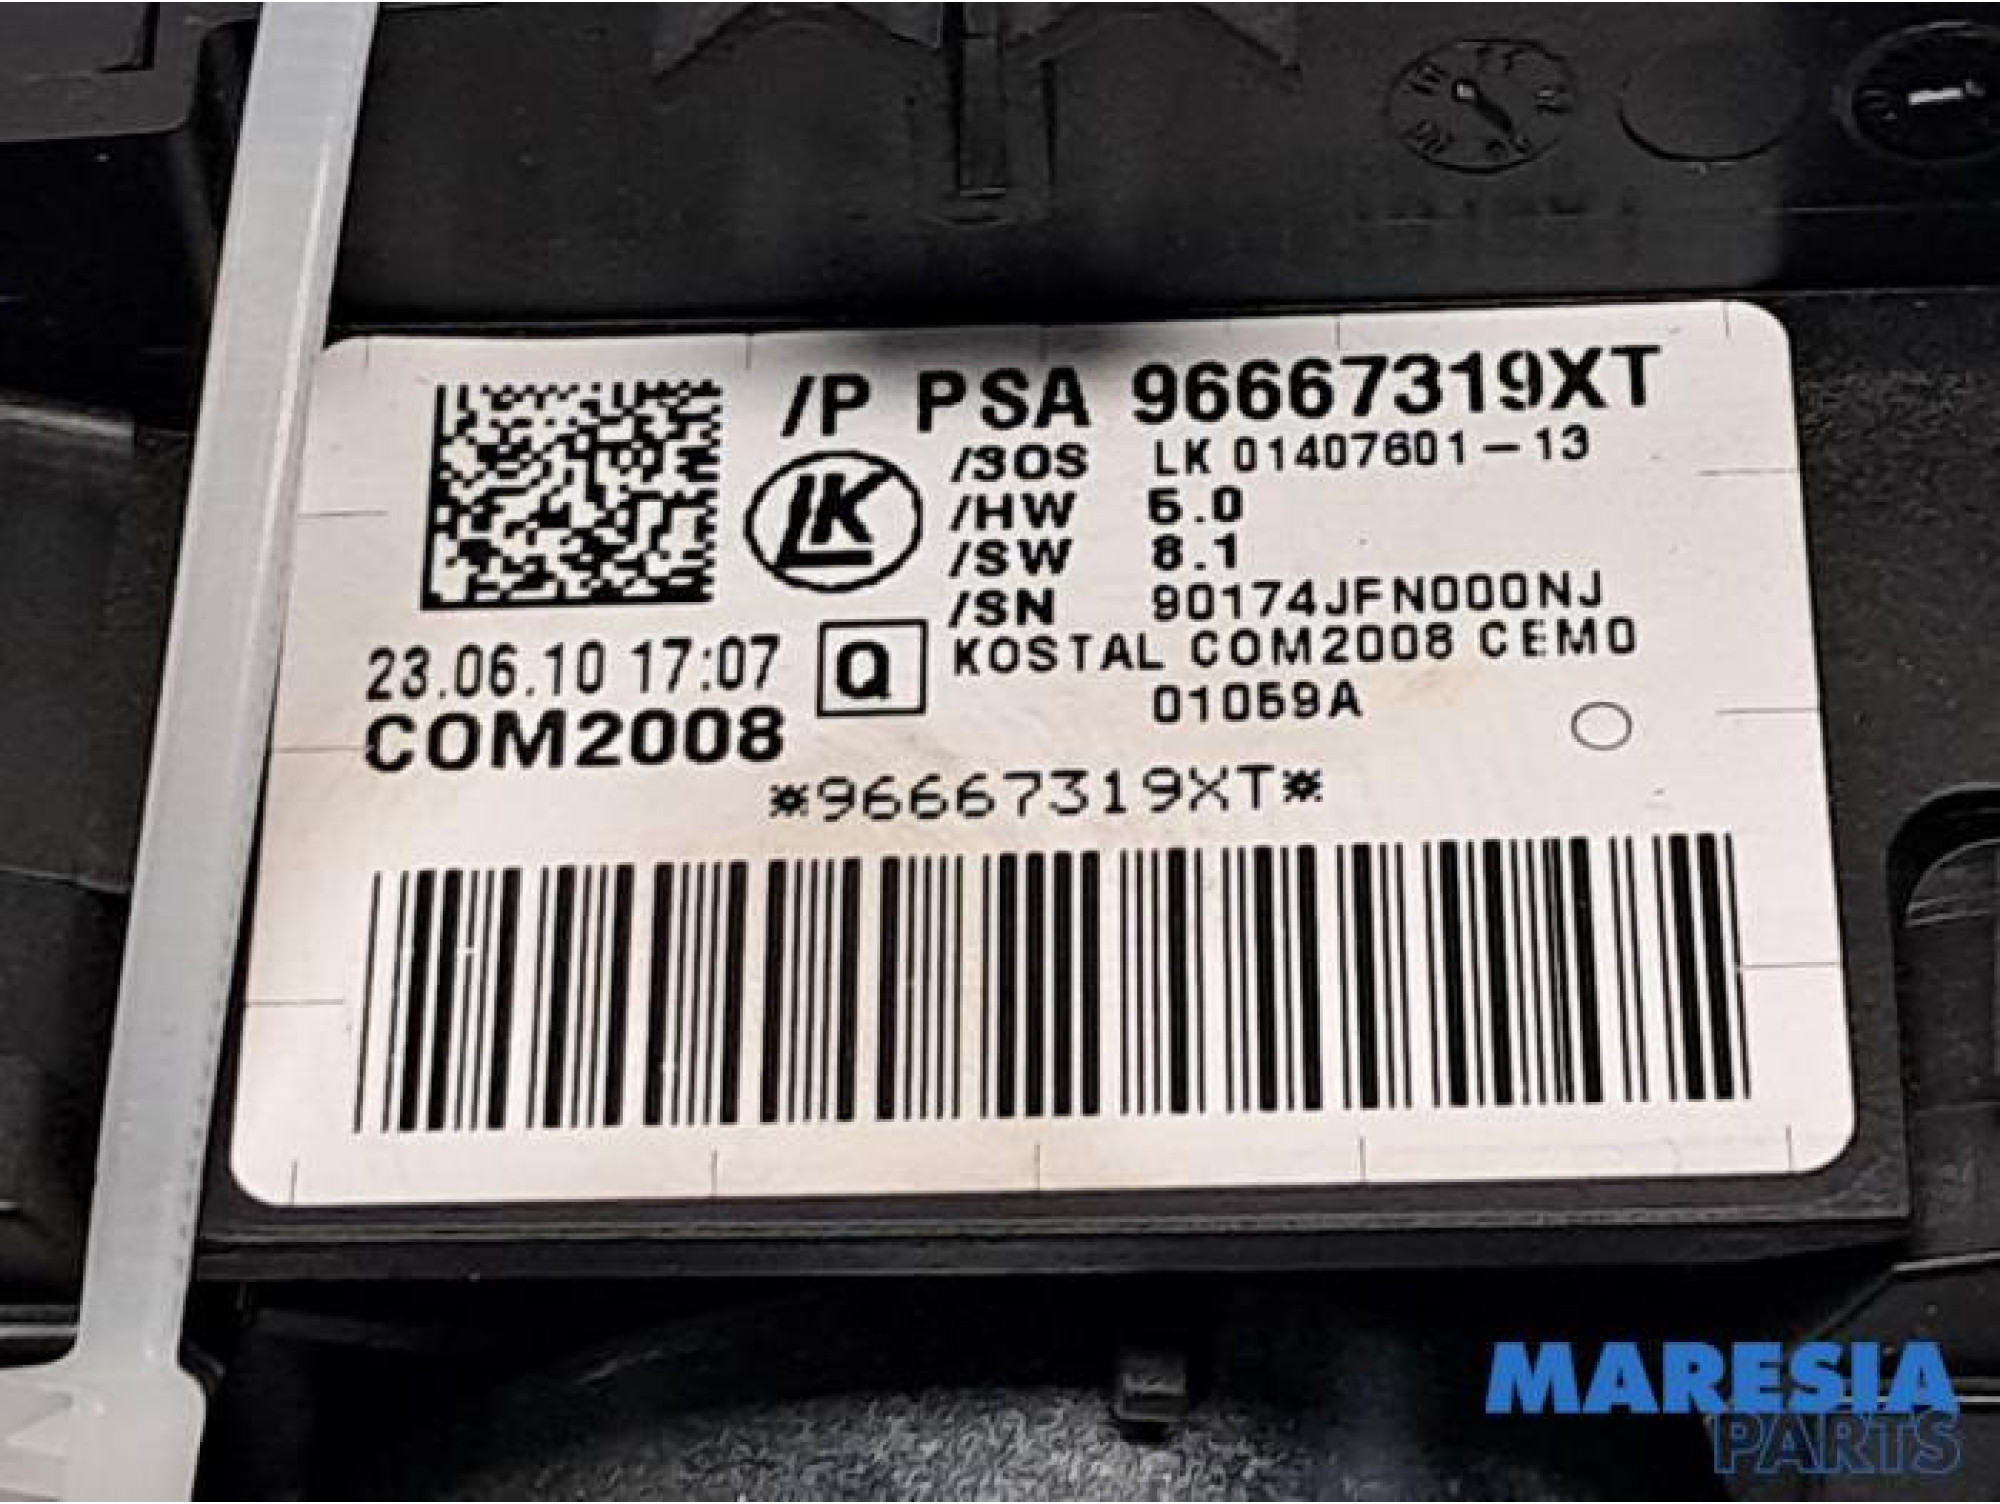 /P PSA 96667319XT
/3OS LK 01407601-13
LK
/HW 5.0
/SW 8.1
/SN 90174JFN000NJ
23.06.10 17:07 Q KOSTAL COM2008 CEM0
01059A
COM2008
*96667319XT*
MARESIA
PARTS